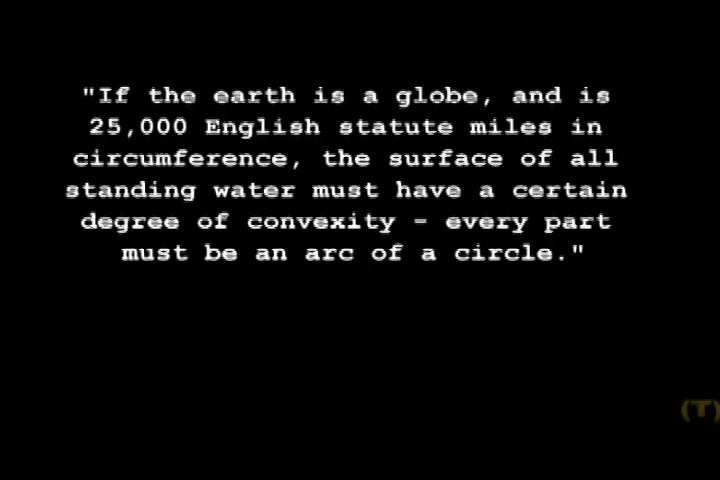 "If the earth is a globe, and is
25,000 English statute miles in
circumference, the surface of all
standing water must have a certain
degree of convexity - every part
must be an arc of a circle."
(T)